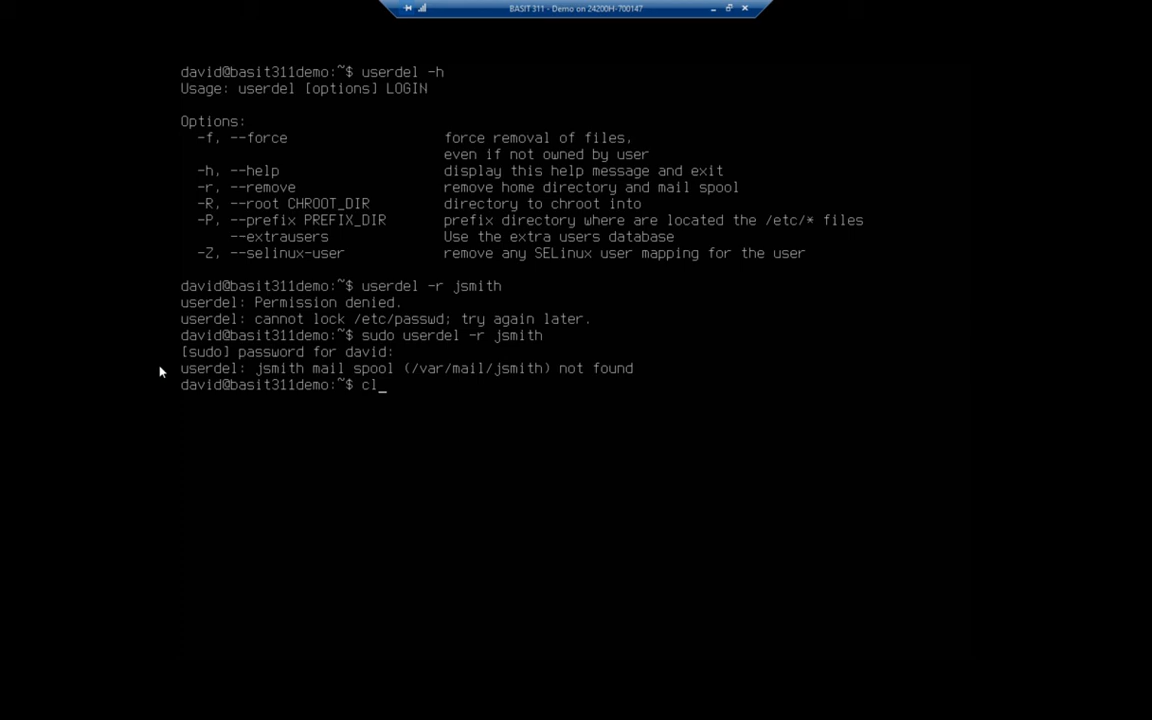 BASIT 311 - Demo on 24200H-700147
david@basit311demo:~$ userdel -h
Usage: userdel [options] LOGIN
Options:
-f, --force                   force removal of files,
                              even if not owned by user
-h, --help                    display this help message and exit
-r, --remove                  remove home directory and mail spool
-R, --root CHROOT_DIR         directory to chroot into
-P, --prefix PREFIX_DIR       prefix directory where are located the /etc/* files
    --extrausers              Use the extra users database
-Z, --selinux-user            remove any SELinux user mapping for the user
david@basit311demo:~$ userdel -r jsmith
userdel: Permission denied.
userdel: cannot lock /etc/passwd; try again later.
david@basit311demo:~$ sudo userdel -r jsmith
[sudo] password for david:
userdel: jsmith mail spool (/var/mail/jsmith) not found
david@basit311demo:~$ cl_